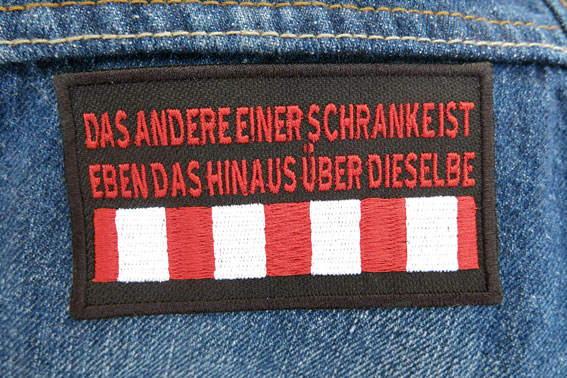 DAS ANDERE EINER SCHRANKE IST
EBEN DAS HINAUS ÜBER DIESELBE